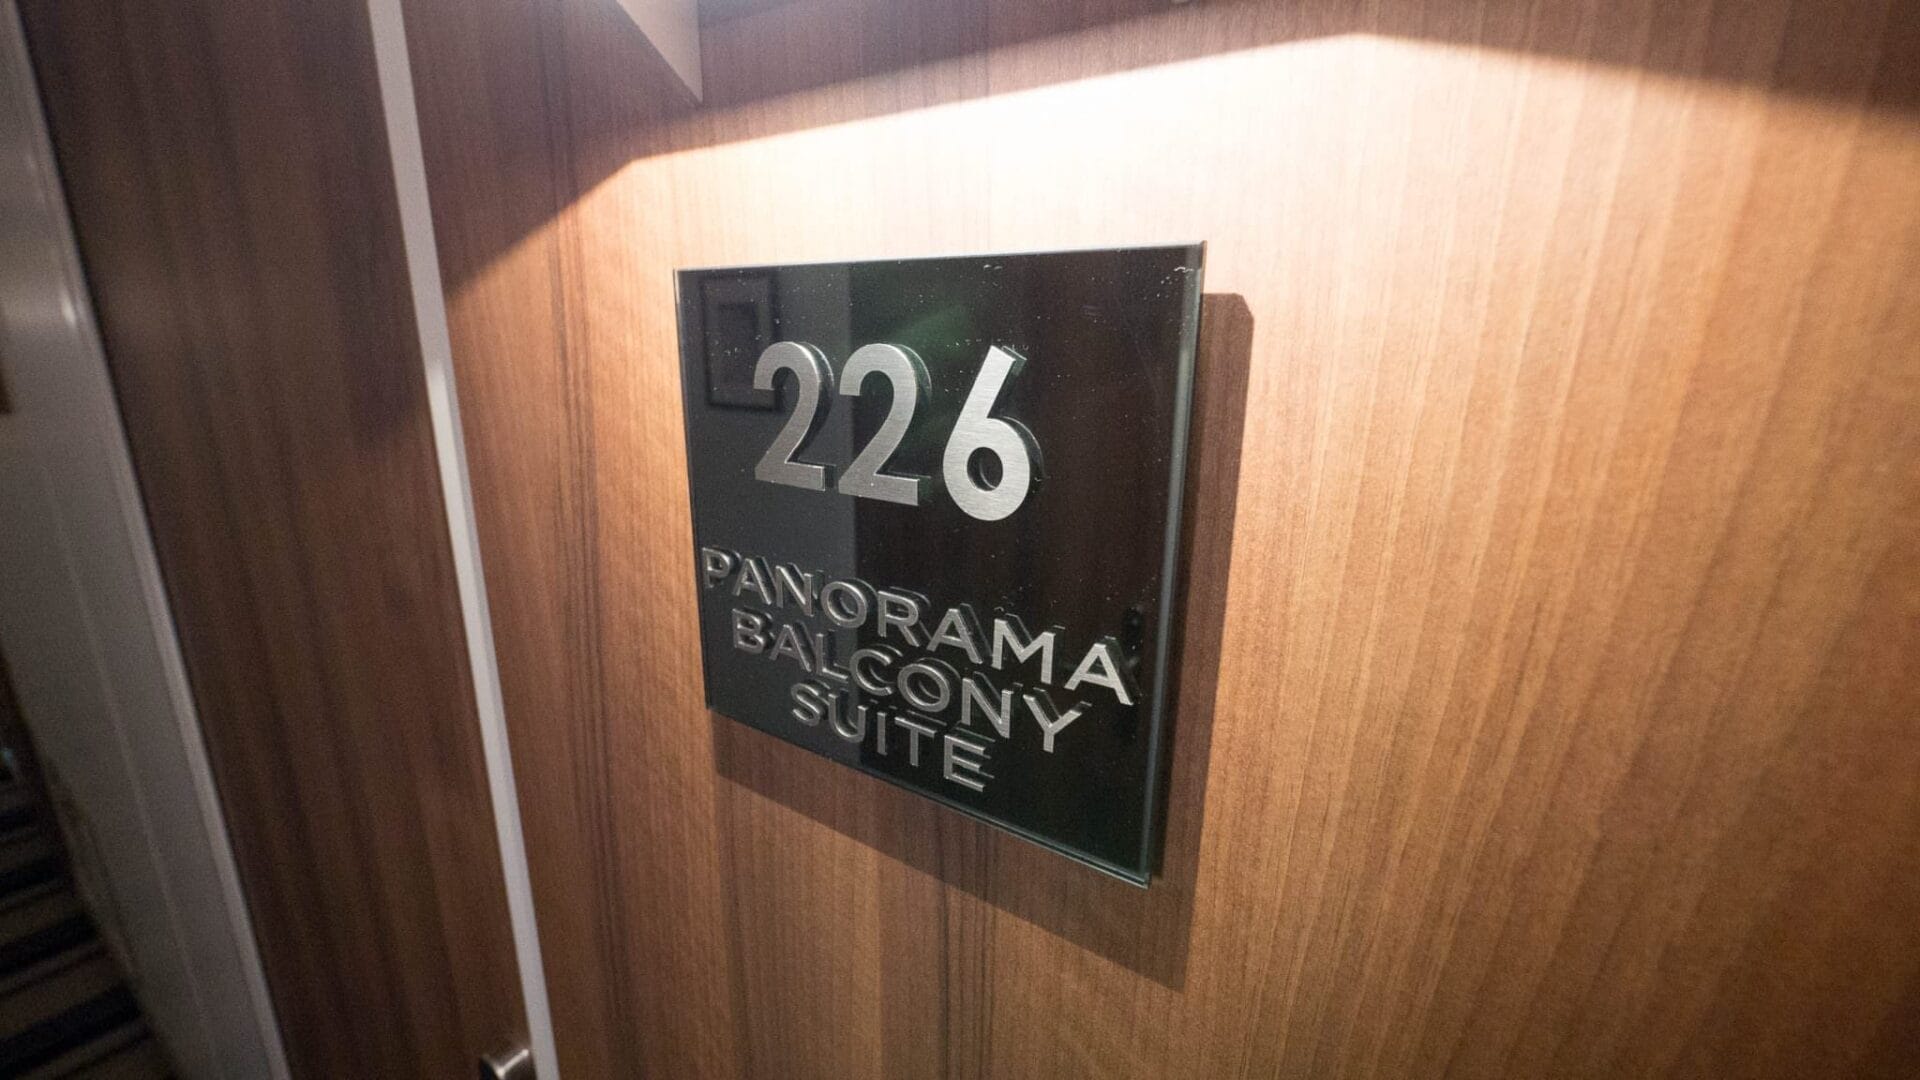 226
PANORAMA
BALCONY
SUITE